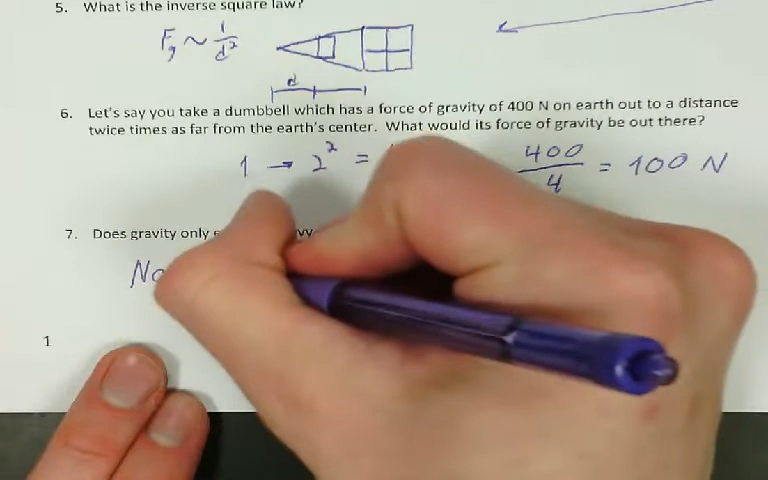 5. What is the inverse square law?
Fg ~ 1/d²
d
6. Let's say you take a dumbbell which has a force of gravity of 400 N on earth out to a distance
twice times as far from the earth's center. What would its force of gravity be out there?
1 → 2² = 400/4 = 100 N
7. Does gravity only
No
1